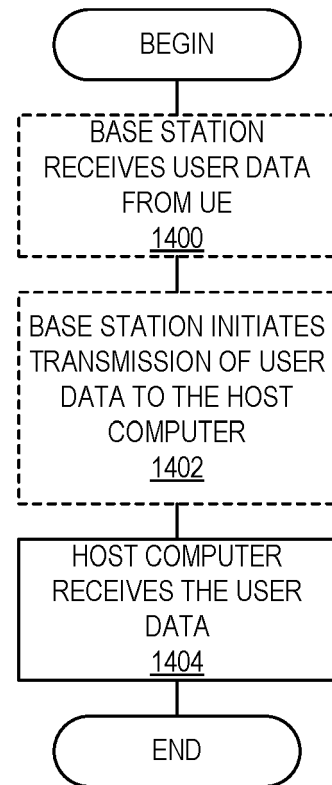 BEGIN
BASE STATION
RECEIVES USER DATA
FROM UE
1400
BASE STATION INITIATES
TRANSMISSION OF USER
DATA TO THE HOST
COMPUTER
1402
HOST COMPUTER
RECEIVES THE USER
DATA
1404
END